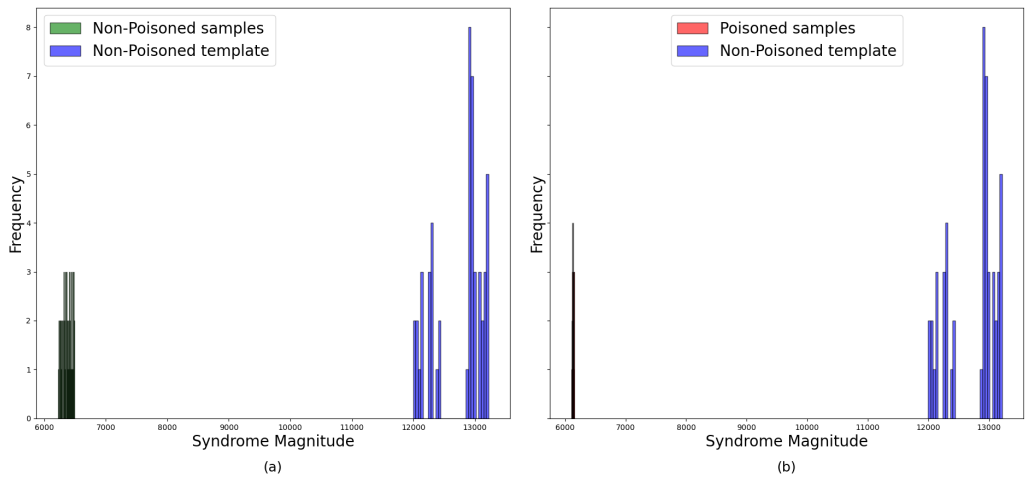 Non-Poisoned samples
Non-Poisoned template
8
7
6
5
4
3
2
1
0
Frequency
6000 7000 8000 9000 10000 11000 12000 13000
Syndrome Magnitude
(a)
Poisoned samples
Non-Poisoned template
Frequency
6000 7000 8000 9000 10000 11000 12000 13000
Syndrome Magnitude
(b)